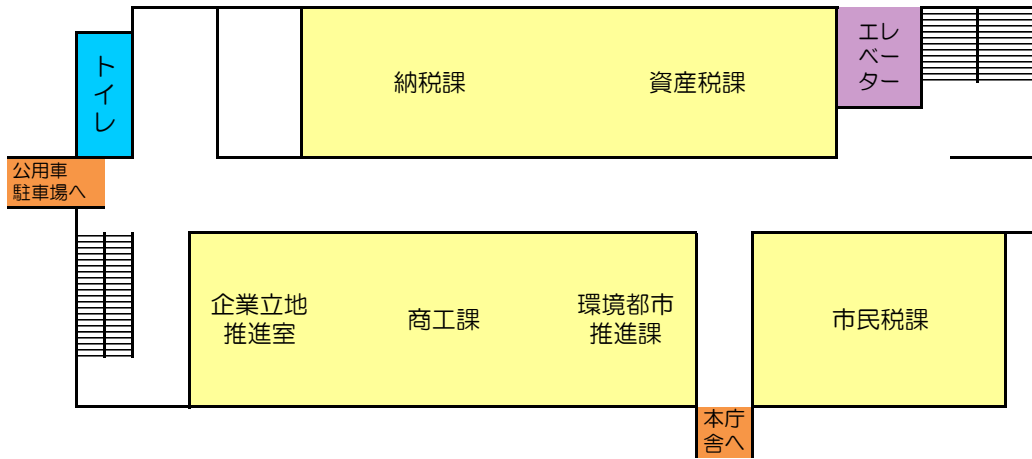 エレ
ベー
ター
トイレ
納税課
資産税課
公用車
駐車場へ
企業立地
推進室
商工課
環境都市
推進課
市民税課
本庁
舎へ